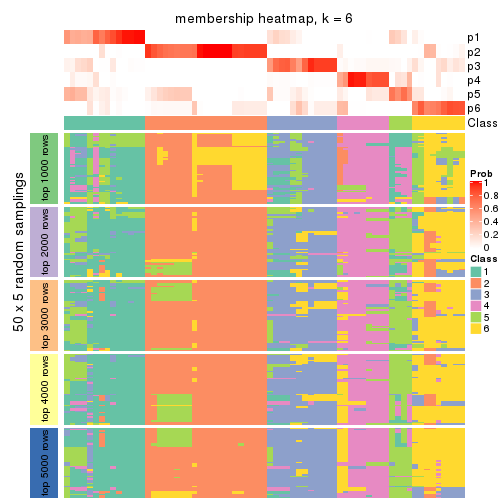 membership heatmap, k = 6
p1
p2
p3
p4
p5
p6
Class
50 x 5 random samplings
top 1000 rows
top 2000 rows
top 3000 rows
top 4000 rows
top 5000 rows
Prob
1
0.8
0.6
0.4
0.2
0
Class
1
2
3
4
5
6